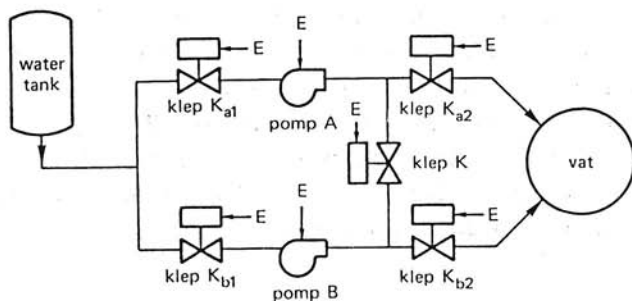 water
tank
E
klep Ka1
E
pomp A
E
klep Ka2
E
klep K
vat
E
klep Kb1
E
pomp B
E
klep Kb2